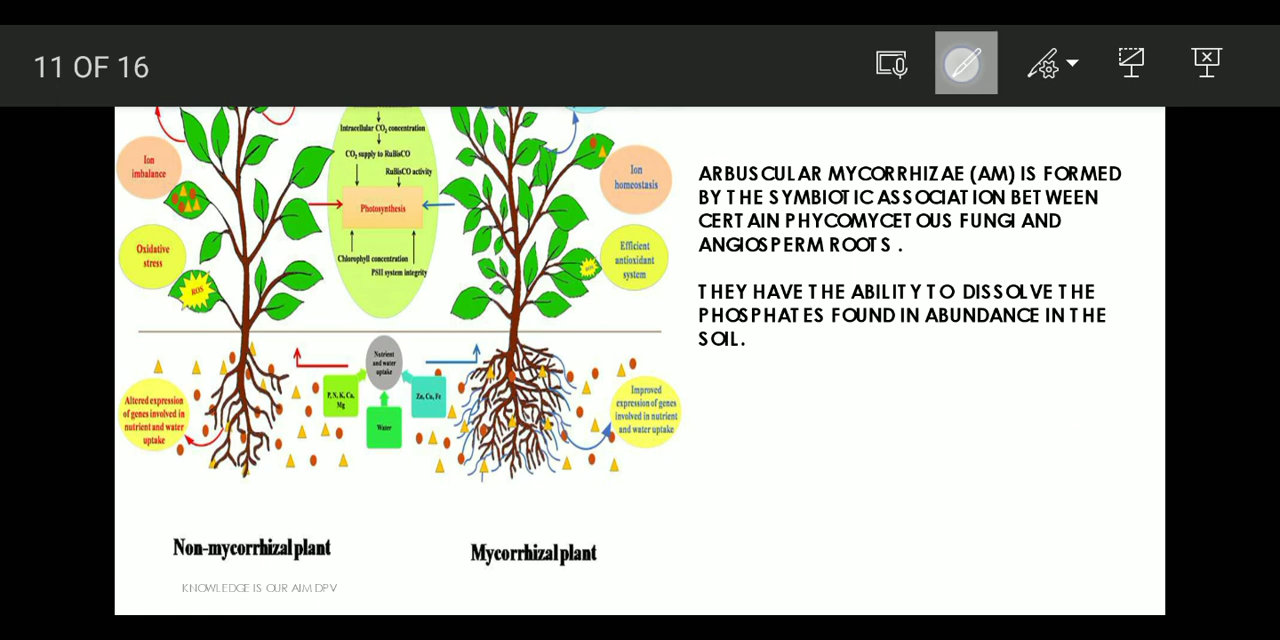 11 OF 16
Intracellular CO₂ concentration
CO₂ supply to RuBisCO
RuBisCO activity
Photosynthesis
Chlorophyll concentration
PSII system integrity
Ion
imbalance
Oxidative
stress
ROS
Ion
homeostasis
Efficient
antioxidant
system
ROS
Nutrient
and water
uptake
P, N, K, Ca,
Mg
Zn, Cu, Fe
Water
Altered expression
of genes involved in
nutrient and water
uptake
Improved
expression of genes
involved in nutrient
and water uptake
Non-mycorrhizal plant
Mycorrhizal plant
KNOWLEDGE IS OUR AIM DPV
ARBUSCULAR MYCORRHIZAE (AM) IS FORMED
BY THE SYMBIOTIC ASSOCIATION BETWEEN
CERTAIN PHYCOMYCETOUS FUNGI AND
ANGIOSPERM ROOTS .
THEY HAVE THE ABILITY TO DISSOLVE THE
PHOSPHATES FOUND IN ABUNDANCE IN THE
SOIL.